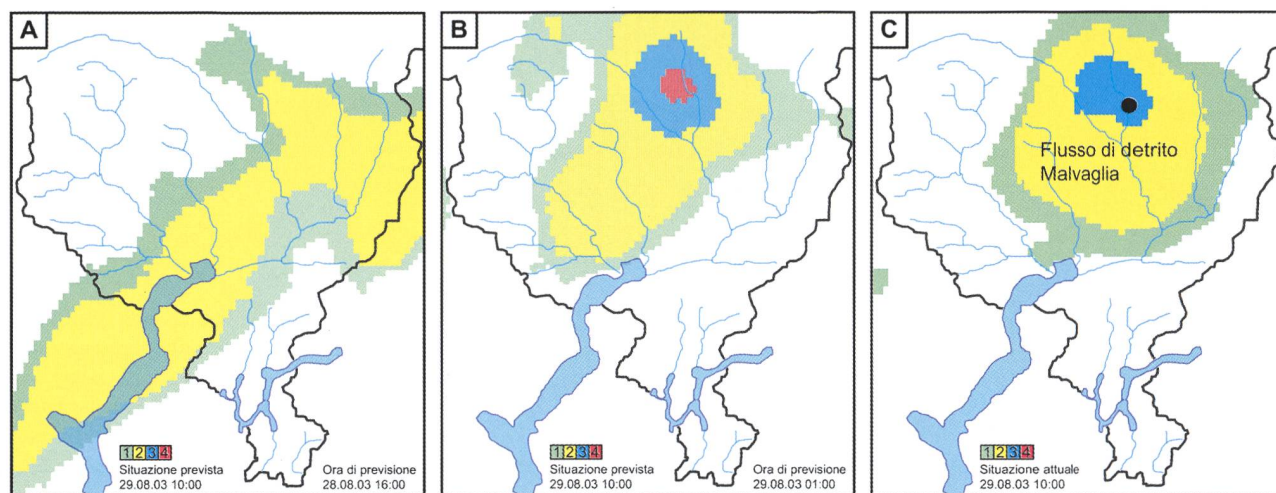 A
1 2 3 4
Situazione prevista
29.08.03 10:00
Ora di previsione
28.08.03 16:00
B
1 2 3 4
Situazione prevista
29.08.03 10:00
Ora di previsione
29.08.03 01:00
C
Flusso di detrito
Malvaglia
1 2 3 4
Situazione attuale
29.08.03 10:00